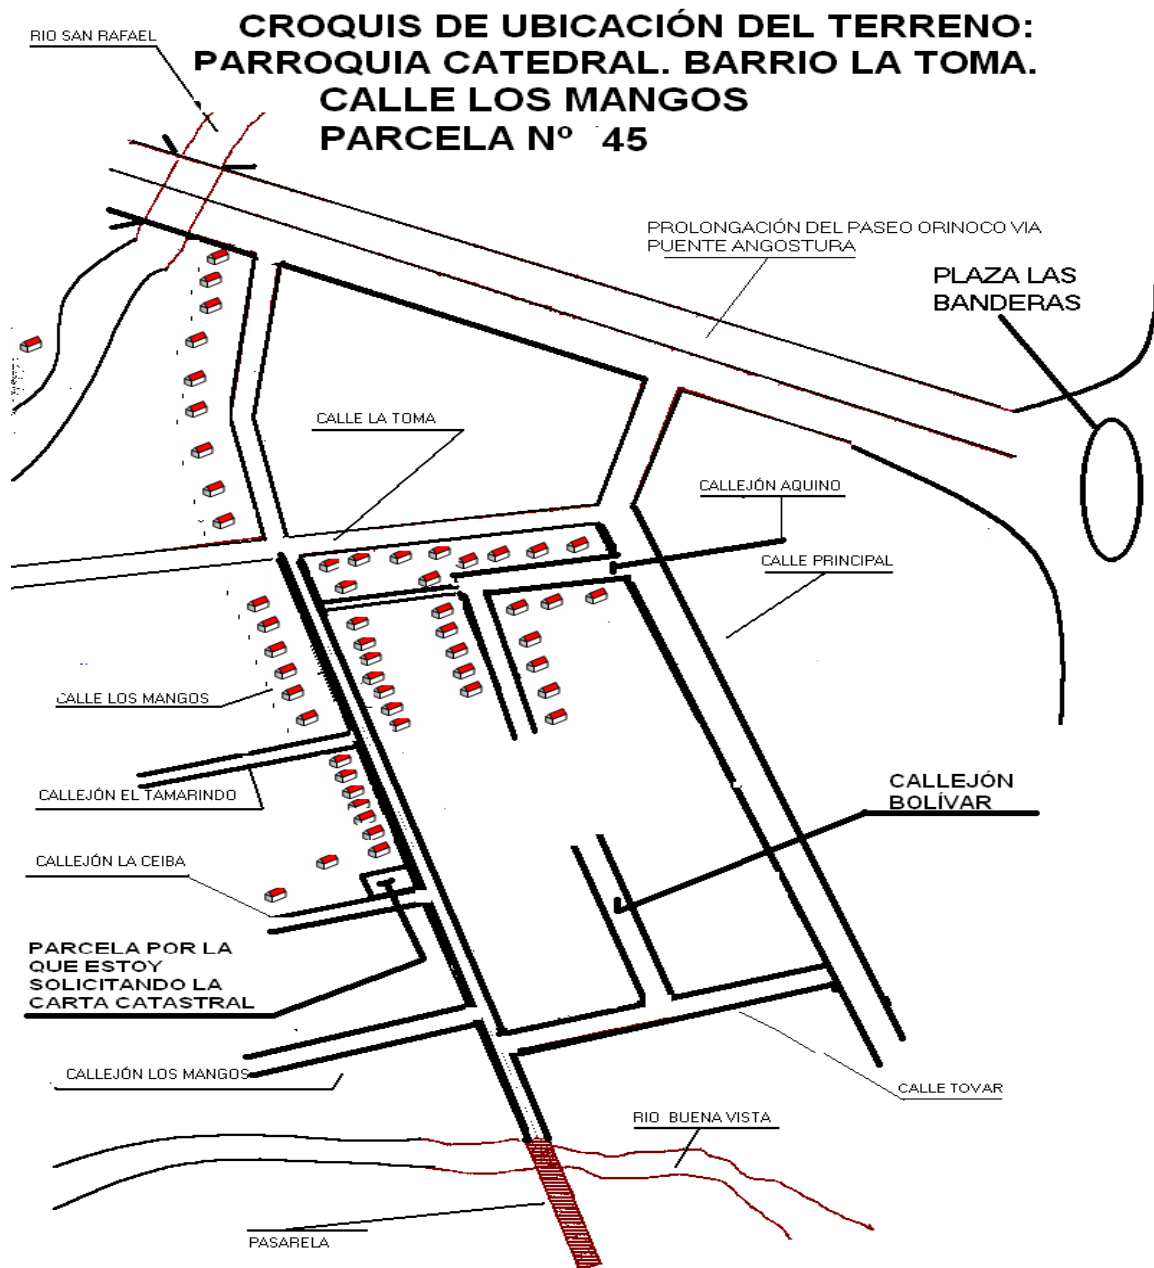 CROQUIS DE UBICACIÓN DEL TERRENO:
PARROQUIA CATEDRAL. BARRIO LA TOMA.
CALLE LOS MANGOS
PARCELA Nº 45
RIO SAN RAFAEL
PROLONGACIÓN DEL PASEO ORINOCO VIA
PUENTE ANGOSTURA
PLAZA LAS
BANDERAS
CALLE LA TOMA
CALLEJÓN AQUINO
CALLE PRINCIPAL
CALLE LOS MANGOS
CALLEJÓN EL TAMARINDO
CALLEJÓN
BOLÍVAR
CALLEJÓN LA CEIBA
PARCELA POR LA
QUE ESTOY
SOLICITANDO LA
CARTA CATASTRAL
CALLEJÓN LOS MANGOS
CALLE TOVAR
RIO BUENA VISTA
PASARELA